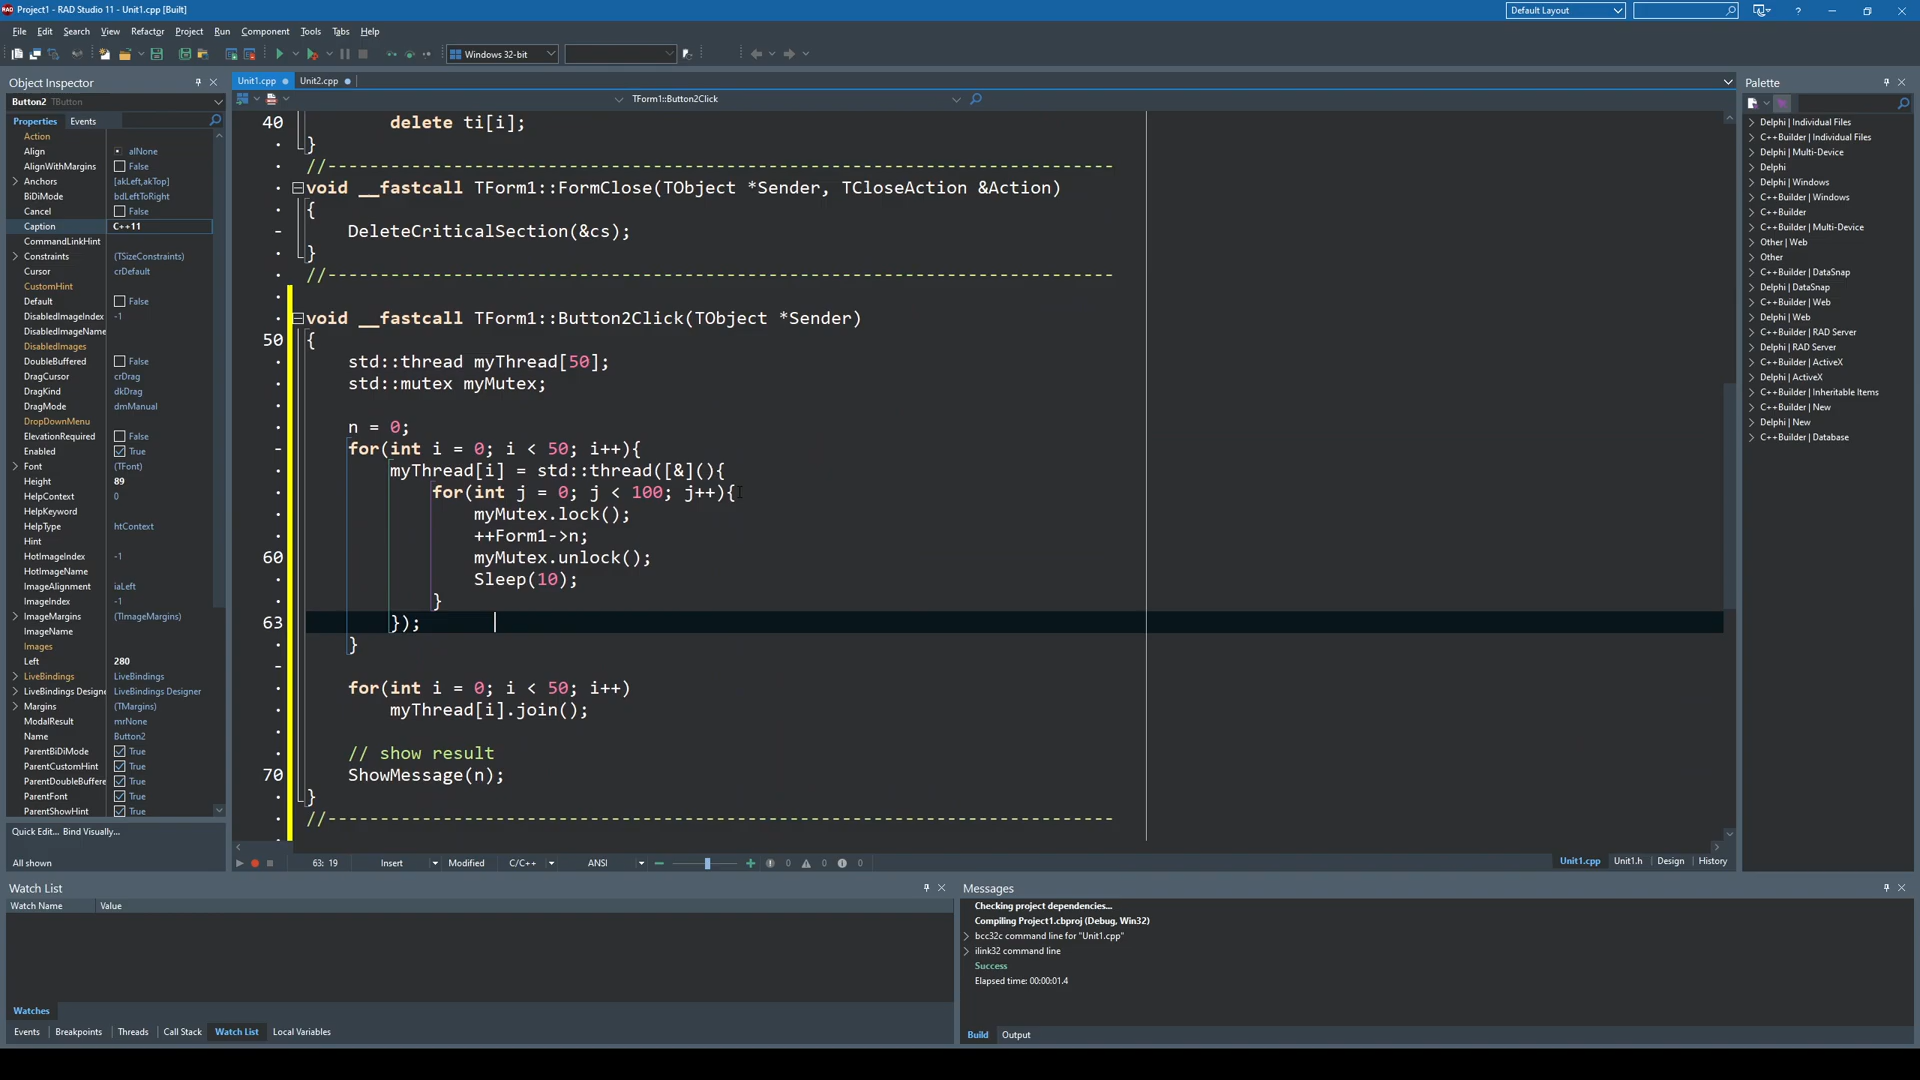 Project1 - RAD Studio 11 - Unit1.cpp [Built]
Default Layout
File Edit Search View Refactor Project Run Component Tools Tabs Help
Windows 32-bit
Object Inspector
Button2 TButton
Properties Events
Action
Align alNone
AlignWithMargins False
Anchors [akLeft,akTop]
BiDiMode bdLeftToRight
Cancel False
Caption C++11
CommandLinkHint
Constraints (TSizeConstraints)
Cursor crDefault
CustomHint
Default False
DisabledImageIndex -1
DisabledImageName
DisabledImages
DoubleBuffered False
DragCursor crDrag
DragKind dkDrag
DragMode dmManual
DropDownMenu
ElevationRequired False
Enabled True
Font (TFont)
Height 89
HelpContext 0
HelpKeyword
HelpType htContext
Hint
HotImageIndex -1
HotImageName
ImageAlignment iaLeft
ImageIndex -1
ImageMargins (TImageMargins)
ImageName
Images
Left 280
LiveBindings LiveBindings
LiveBindings Designe LiveBindings Designer
Margins (TMargins)
ModalResult mrNone
Name Button2
ParentBiDiMode True
ParentCustomHint True
ParentDoubleBuffere True
ParentFont True
ParentShowHint True
Quick Edit... Bind Visually...
All shown
Unit1.cpp Unit2.cpp
TForm1::Button2Click
40 delete ti[i];
}
//---------------------------------------------------------------------------
void __fastcall TForm1::FormClose(TObject *Sender, TCloseAction &Action)
{
DeleteCriticalSection(&cs);
}
//---------------------------------------------------------------------------
void __fastcall TForm1::Button2Click(TObject *Sender)
50 {
std::thread myThread[50];
std::mutex myMutex;
n = 0;
for(int i = 0; i < 50; i++){
myThread[i] = std::thread([&](){
for(int j = 0; j < 100; j++){
myMutex.lock();
++Form1->n;
60 myMutex.unlock();
Sleep(10);
}
63 });
}
for(int i = 0; i < 50; i++)
myThread[i].join();
// show result
70 ShowMessage(n);
}
//---------------------------------------------------------------------------
63: 19 Insert Modified C/C++ ANSI 0 0 0
Unit1.cpp Unit1.h Design History
Palette
Delphi | Individual Files
C++Builder | Individual Files
Delphi | Multi-Device
Delphi
Delphi | Windows
C++Builder | Windows
C++Builder
C++Builder | Multi-Device
Other | Web
Other
C++Builder | DataSnap
Delphi | DataSnap
C++Builder | Web
Delphi | Web
C++Builder | RAD Server
Delphi | RAD Server
C++Builder | ActiveX
Delphi | ActiveX
C++Builder | Inheritable Items
C++Builder | New
Delphi | New
C++Builder | Database
Watch List
Watch Name Value
Watches
Events Breakpoints Threads Call Stack Watch List Local Variables
Messages
Checking project dependencies...
Compiling Project1.cbproj (Debug, Win32)
bcc32c command line for "Unit1.cpp"
ilink32 command line
Success
Elapsed time: 00:00:01.4
Build Output